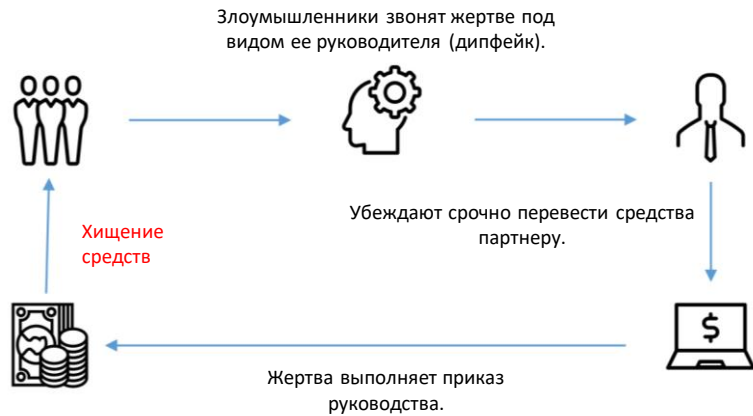 Злоумышленники звонят жертве под
видом ее руководителя (дипфейк).
Убеждают срочно перевести средства
партнеру.
Хищение
средств
$
Жертва выполняет приказ
руководства.